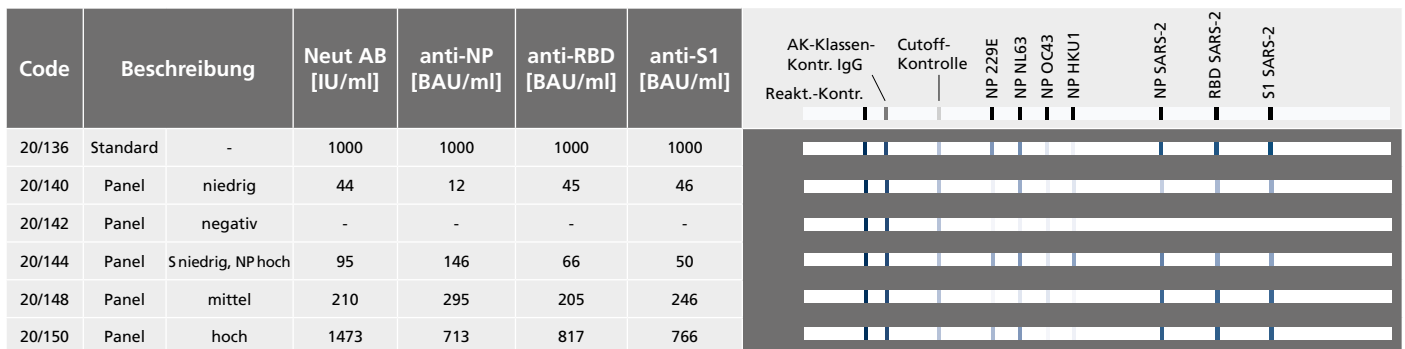 Code Beschreibung Neut AB [IU/ml] anti-NP [BAU/ml] anti-RBD [BAU/ml] anti-S1 [BAU/ml]
AK-Klassen-
Kontr. IgG
Cutoff-
Kontrolle
Reakt.-Kontr.
NP 229E
NP NL63
NP OC43
NP HKU1
NP SARS-2
RBD SARS-2
S1 SARS-2
20/136 Standard - 1000 1000 1000 1000
20/140 Panel niedrig 44 12 45 46
20/142 Panel negativ - - - -
20/144 Panel S niedrig, NP hoch 95 146 66 50
20/148 Panel mittel 210 295 205 246
20/150 Panel hoch 1473 713 817 766